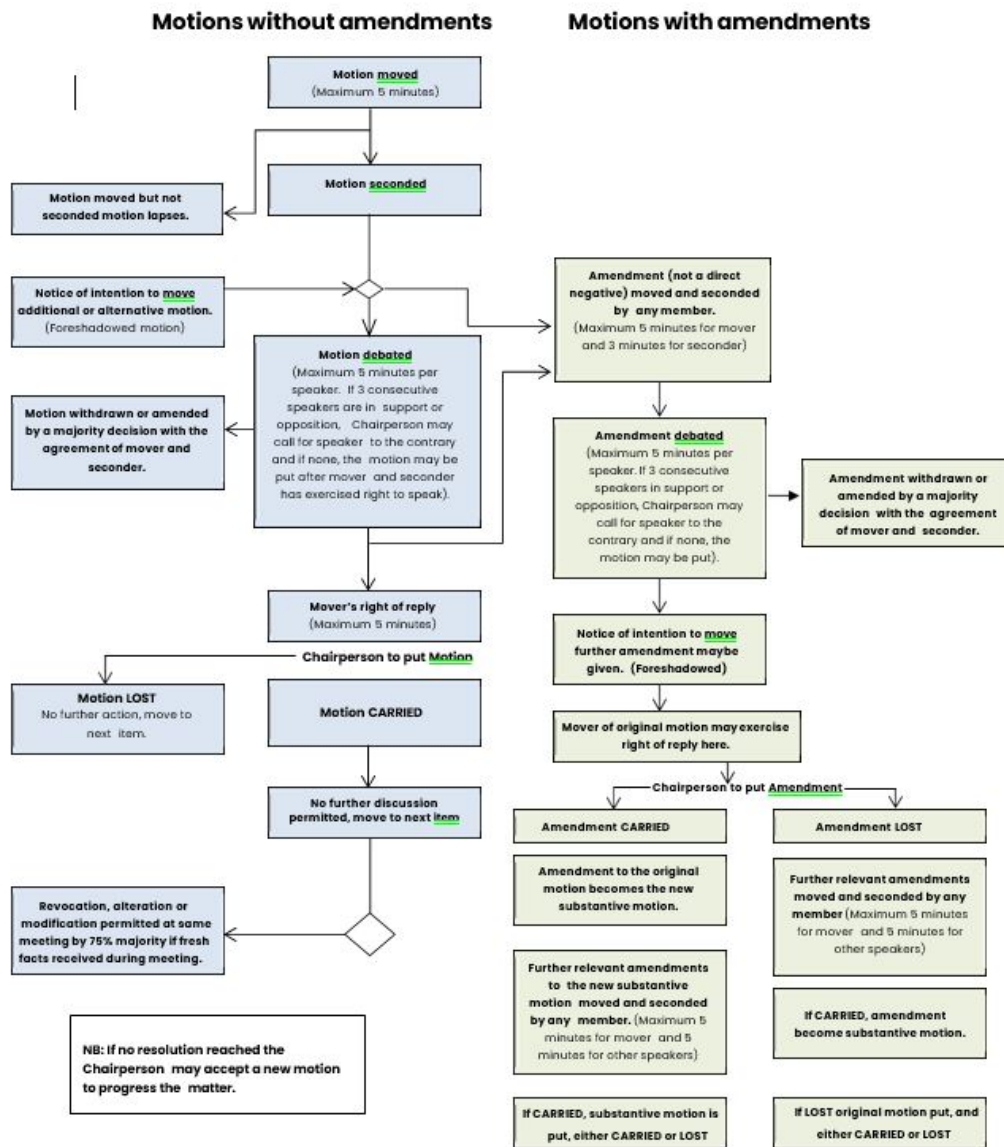 Motions without amendments
Motions with amendments
Motion moved
(Maximum 5 minutes)
Motion seconded
Motion moved but not
seconded motion lapses.
Notice of intention to move
additional or alternative motion.
(Foreshadowed motion)
Motion debated
(Maximum 5 minutes per
speaker. If 3 consecutive
speakers are in support or
opposition, Chairperson may
call for speaker to the contrary
and if none, the motion may be
put after mover and seconder
has exercised right to speak).
Motion withdrawn or amended
by a majority decision with the
agreement of mover and
seconder.
Mover's right of reply
(Maximum 5 minutes)
Chairperson to put Motion
Motion LOST
No further action, move to
next item.
Motion CARRIED
No further discussion
permitted, move to next item
Revocation, alteration or
modification permitted at same
meeting by 75% majority if fresh
facts received during meeting.
NB: If no resolution reached the
Chairperson may accept a new motion
to progress the matter.
Amendment (not a direct
negative) moved and seconded
by any member.
(Maximum 5 minutes for mover
and 3 minutes for seconder)
Amendment debated
(Maximum 5 minutes per
speaker. If 3 consecutive
speakers in support or
opposition, Chairperson may
call for speaker to the
contrary and if none, the
motion may be put).
Amendment withdrawn or
amended by a majority
decision with the agreement
of mover and seconder.
Notice of intention to move
further amendment maybe
given. (Foreshadowed)
Mover of original motion may exercise
right of reply here.
Chairperson to put Amendment
Amendment CARRIED
Amendment to the original
motion becomes the new
substantive motion.
Further relevant amendments
to the new substantive
motion moved and seconded
by any member. (Maximum 5
minutes for mover and 5
minutes for other speakers)
If CARRIED, substantive motion is
put, either CARRIED or LOST
Amendment LOST
Further relevant amendments
moved and seconded by any
member (Maximum 5 minutes
for mover and 5 minutes for
other speakers)
If CARRIED, amendment
become substantive motion.
If LOST original motion put, and
either CARRIED or LOST